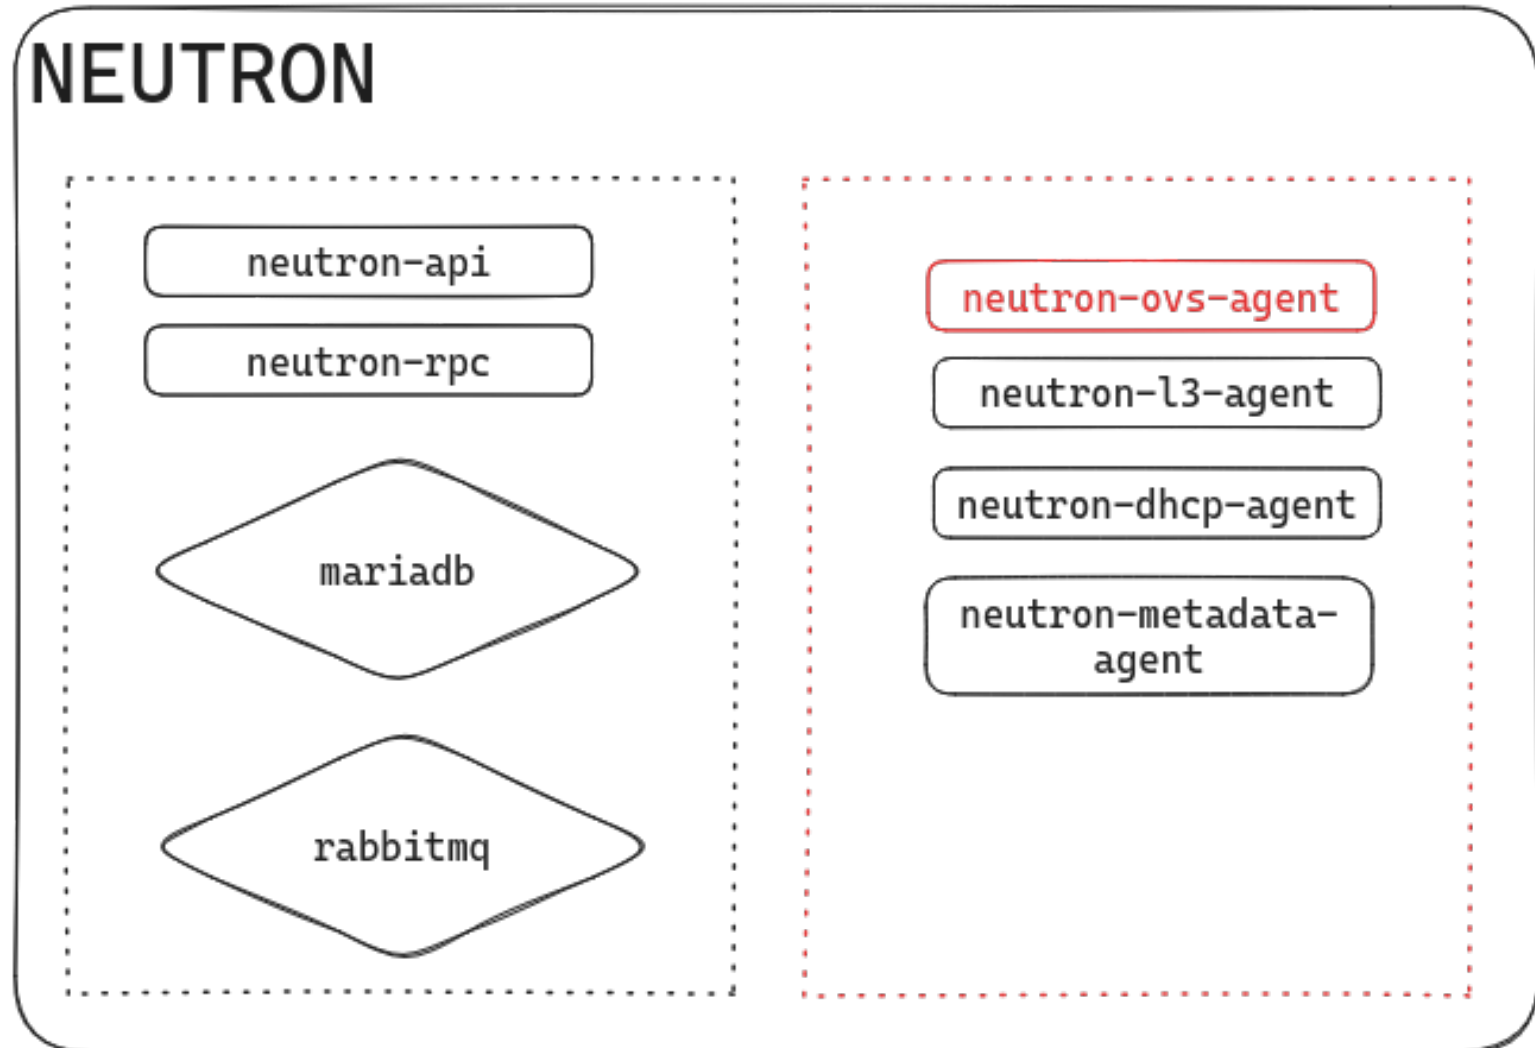 NEUTRON
neutron-api
neutron-rpc
mariadb
rabbitmq
neutron-ovs-agent
neutron-l3-agent
neutron-dhcp-agent
neutron-metadata-
agent